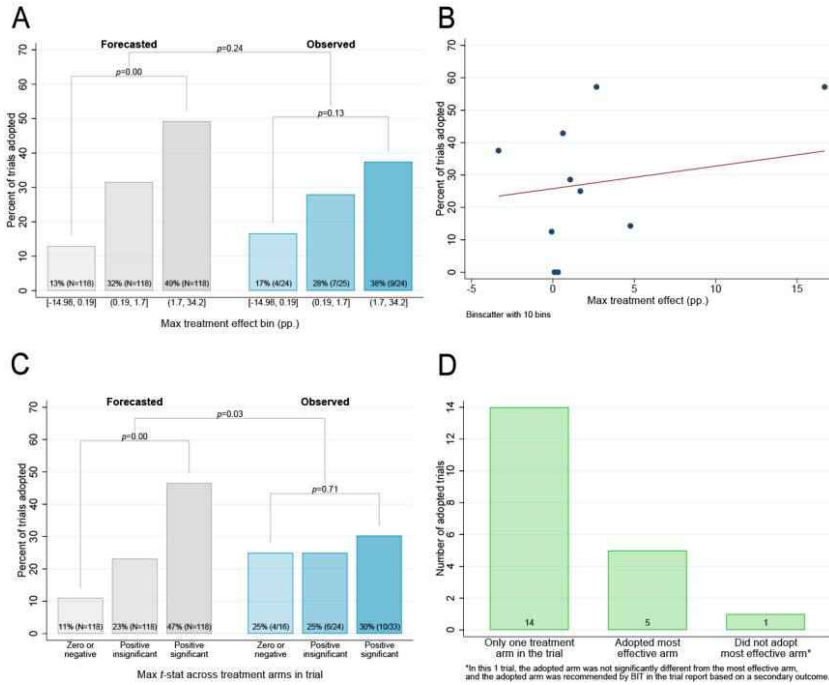 A
Forecasted
Observed
p=0.24
p=0.00
p=0.13
Percent of trials adopted
0
10
20
30
40
50
60
70
13% (N=118)
32% (N=118)
49% (N=118)
17% (4/24)
28% (7/25)
38% (9/24)
[-14.98, 0.19]
(0.19, 1.7]
(1.7, 34.2]
[-14.98, 0.19]
(0.19, 1.7]
(1.7, 34.2]
Max treatment effect bin (pp.)
B
Percent of trials adopted
0
10
20
30
40
50
60
70
-5
0
5
10
15
Max treatment effect (pp.)
Binscatter with 10 bins
C
Forecasted
Observed
p=0.03
p=0.00
p=0.71
Percent of trials adopted
0
10
20
30
40
50
60
70
11% (N=118)
23% (N=118)
47% (N=118)
25% (4/16)
25% (6/24)
30% (10/33)
Zero or
negative
Positive
insignificant
Positive
significant
Zero or
negative
Positive
insignificant
Positive
significant
Max t-stat across treatment arms in trial
D
Number of adopted trials
0
2
4
6
8
10
12
14
14
5
1
Only one treatment
arm in the trial
Adopted most
effective arm
Did not adopt
most effective arm*
*In this 1 trial, the adopted arm was not significantly different from the most effective arm,
and the adopted arm was recommended by BIT in the trial report based on a secondary outcome